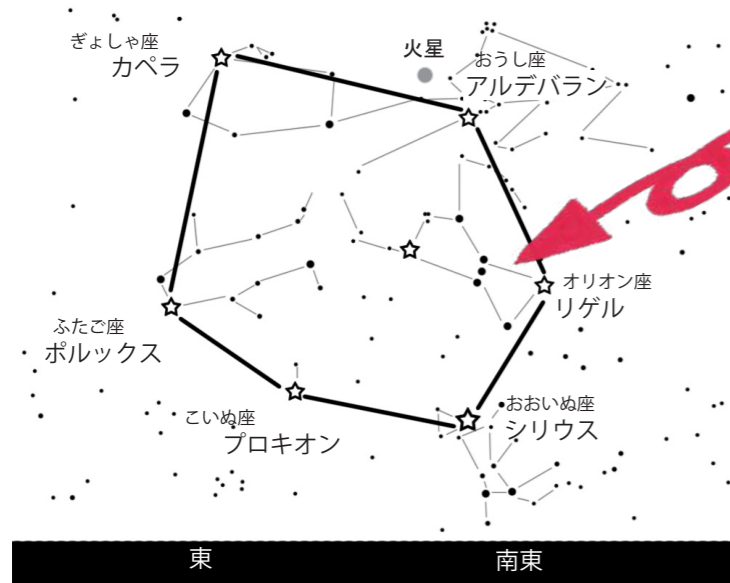 ぎょしゃ座
カペラ
火星
おうし座
アルデバラン
オリオン座
リゲル
ふたご座
ポルックス
おおいぬ座
シリウス
こいぬ座
プロキオン
東
南東